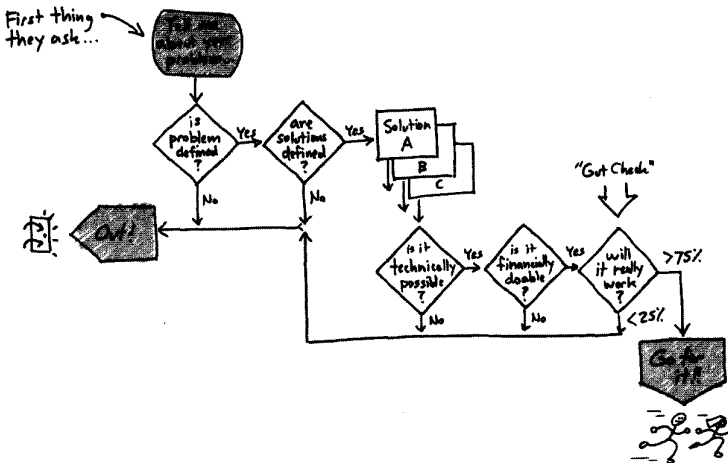 First thing
they ask...
Tell me
about your
problem...
is
problem
defined
?
Yes
No
are
solutions
defined
?
Yes
No
Solution
A
B
C
"Gut Check"
Out!
is it
technically
possible
?
Yes
No
is it
financially
doable
?
Yes
No
will
it really
work
?
>75%
<25%
Go for
it!!